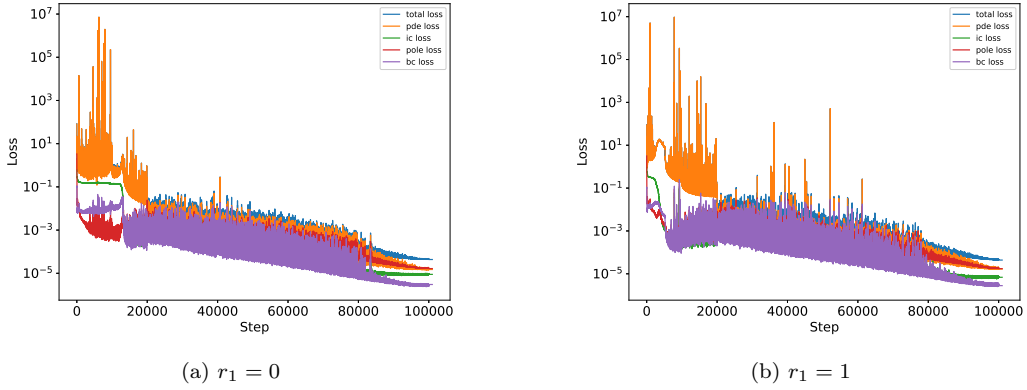 10^7
10^5
10^3
10^1
10^−1
10^−3
10^−5
Loss
0 20000 40000 60000 80000 100000
Step
total loss
pde loss
ic loss
pole loss
bc loss
(a) r_1 = 0
10^7
10^5
10^3
10^1
10^−1
10^−3
10^−5
Loss
0 20000 40000 60000 80000 100000
Step
total loss
pde loss
ic loss
pole loss
bc loss
(b) r_1 = 1